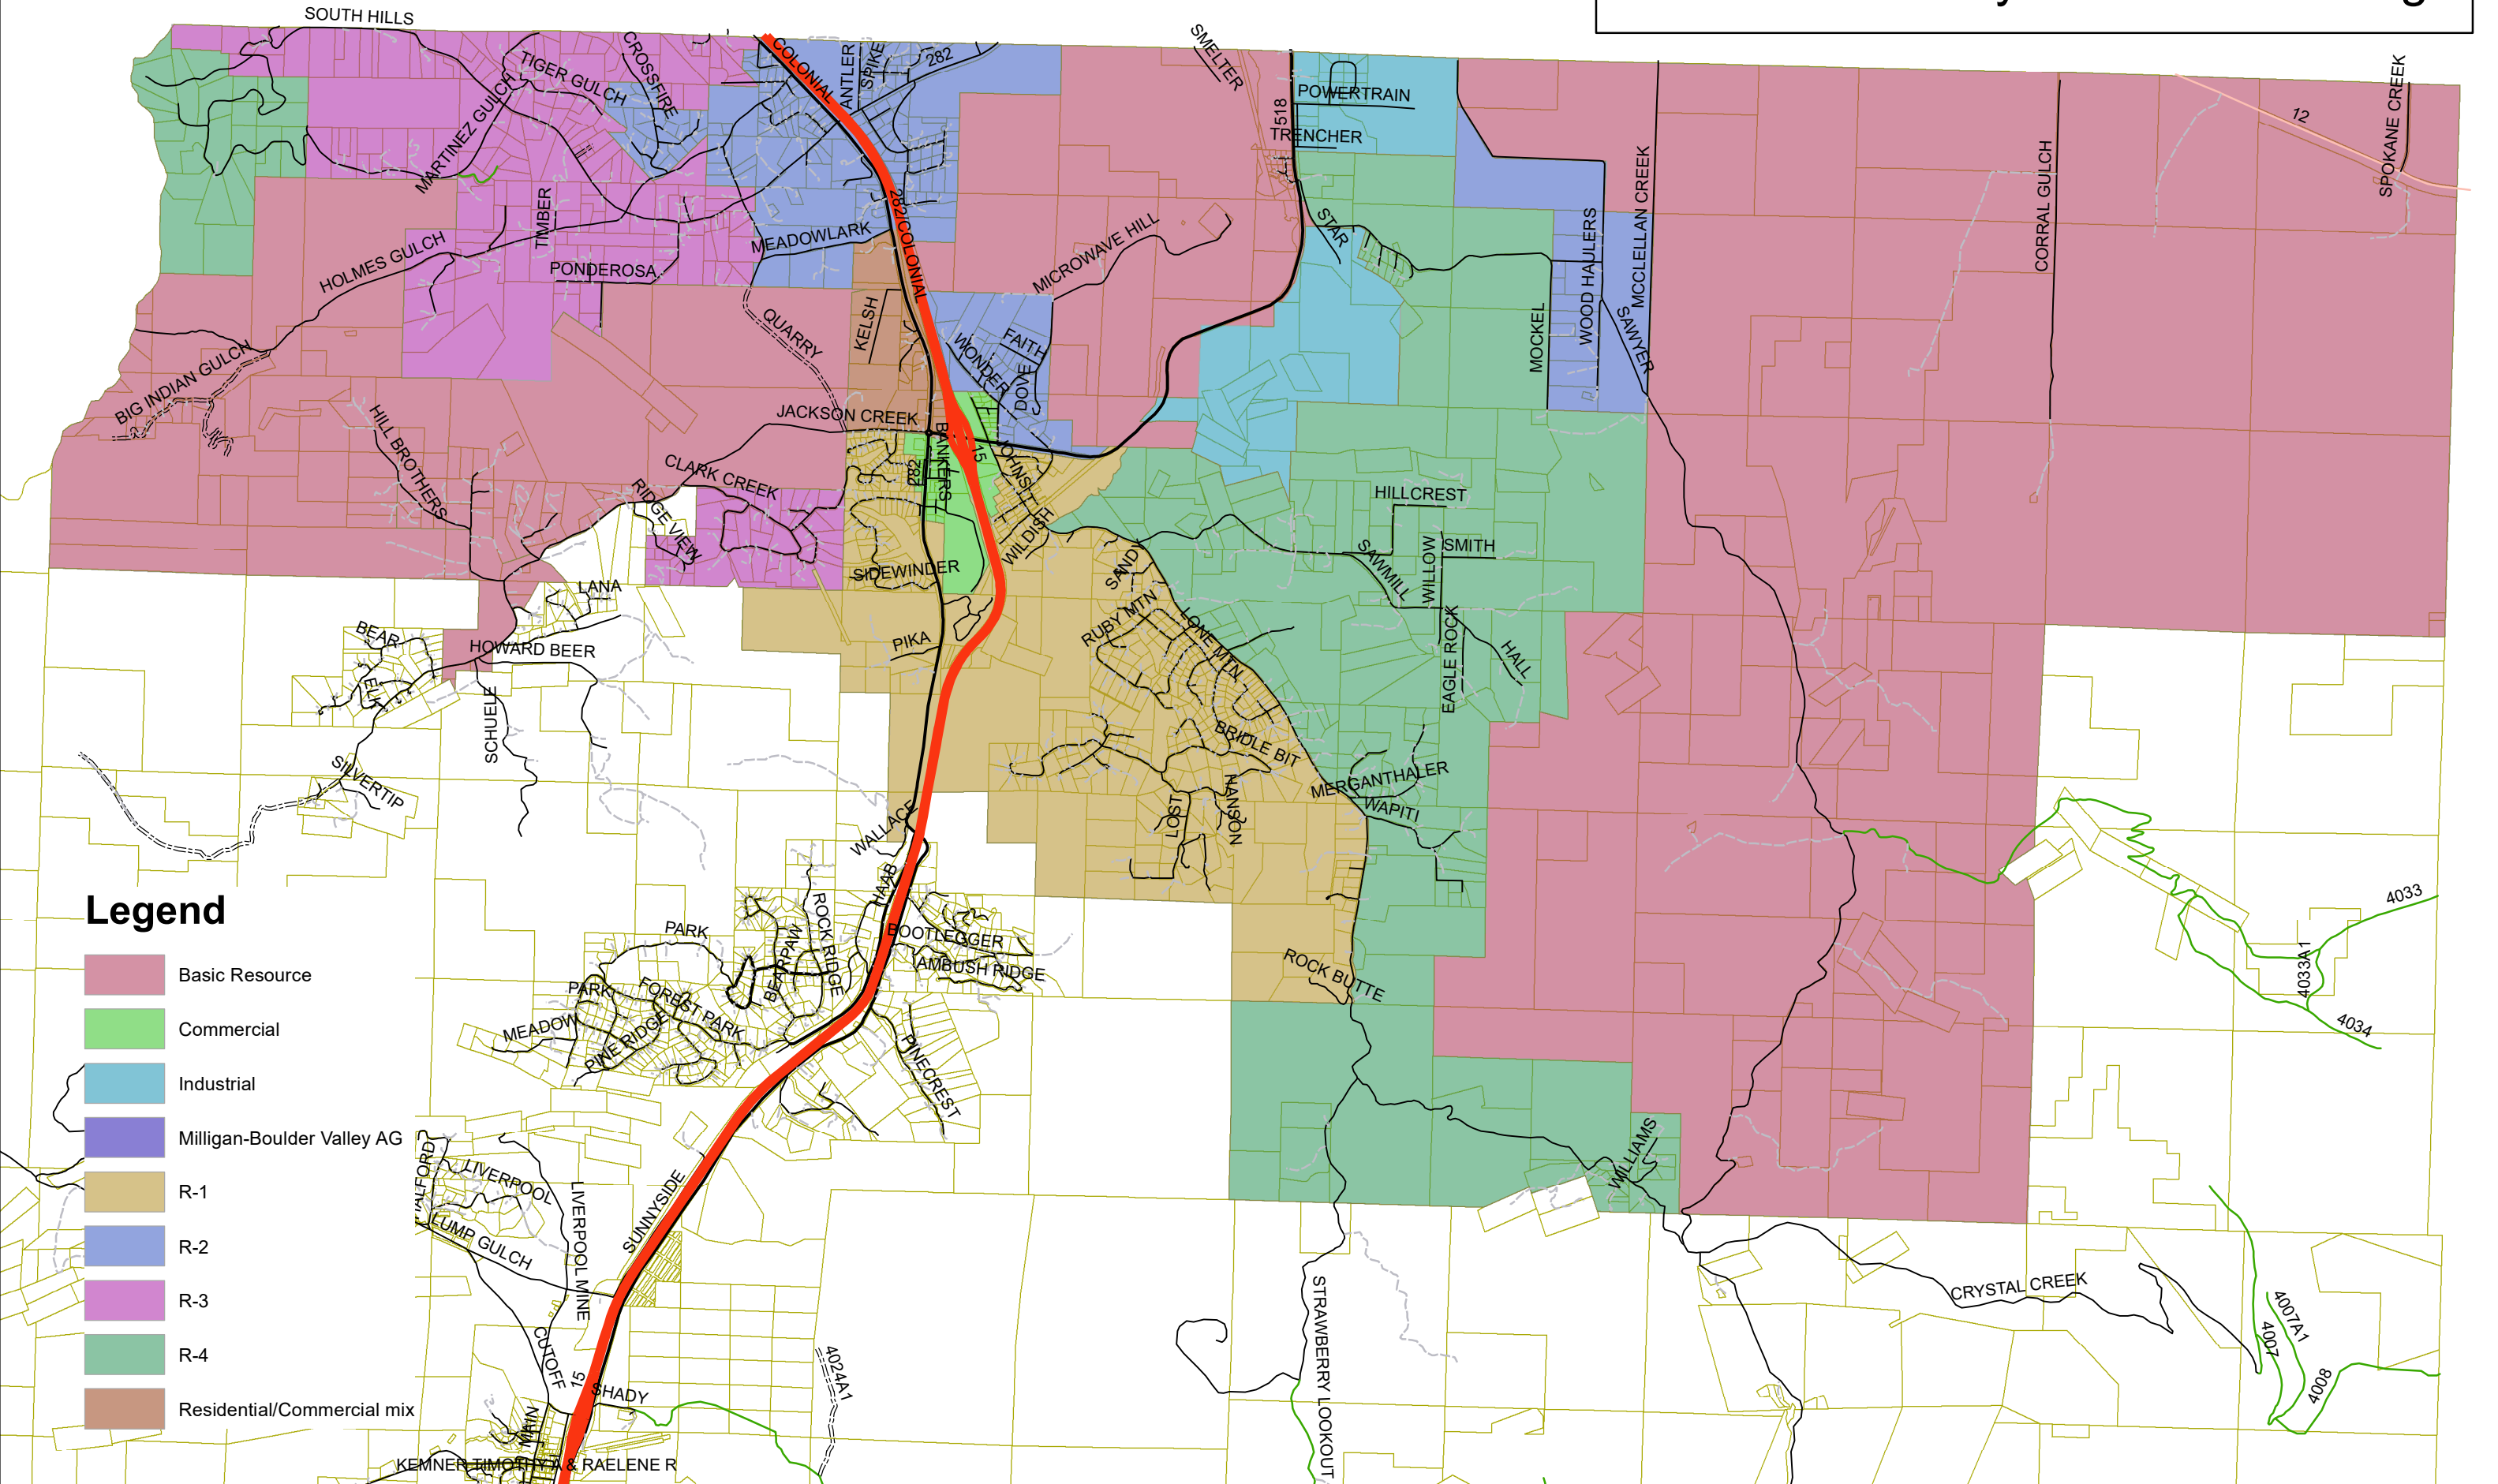 SOUTH HILLS
COLONIAL
ANTLER
SPIKE
282
SMELTER
CROSSFIRE
TIGER GULCH
MARTINEZ GULCH
518
POWERTRAIN
TRENCHER
12
SPOKANE CREEK
CORRAL GULCH
MCCLELLAN CREEK
WOOD HAULERS
STAR
TIMBER
HOLMES GULCH
PONDEROSA
MEADOWLARK
282/COLONIAL
MICROWAVE HILL
QUARRY
KELSH
WONDER
FAITH
DOVE
MOCKEL
SAWYER
BIG INDIAN GULCH
HILL BROTHERS
JACKSON CREEK
BANKERS
282
15
CLARK CREEK
RIDGE VIEW
WILDISH
SIDEWINDER
SANDY
HILLCREST
SMITH
SAWMILL
WILLOW
LANA
BEAR
HOWARD BEER
ELK
SCHUELE
SILVERTIP
PIKA
RUBY MTN
LONE MTN
EAGLE ROCK
HALL
BRIDLE BIT
MERGANTHALER
WAPITI
LOST
HANSON
WALLACE
HAAB
ROCK BUTTE
PARK
ROCK RIDGE
BEARPAW
BOOTLEGGER
AMBUSH RIDGE
PARK
FOREST PARK
MEADOW
PINE RIDGE
PINECREST
4033
4033A1
4034
Legend
Basic Resource
Commercial
Industrial
Milligan-Boulder Valley AG
R-1
R-2
R-3
R-4
Residential/Commercial mix
LIVERPOOL
LUMP GULCH
LIVERPOOL MINE
SUNNYSIDE
CUTOFF
15
SHADY
MAIN
4024A1
WILLIAMS
STRAWBERRY LOOKOUT
CRYSTAL CREEK
4007A1
4007
4008
KEMNER TIMOTHY A & RAELENE R